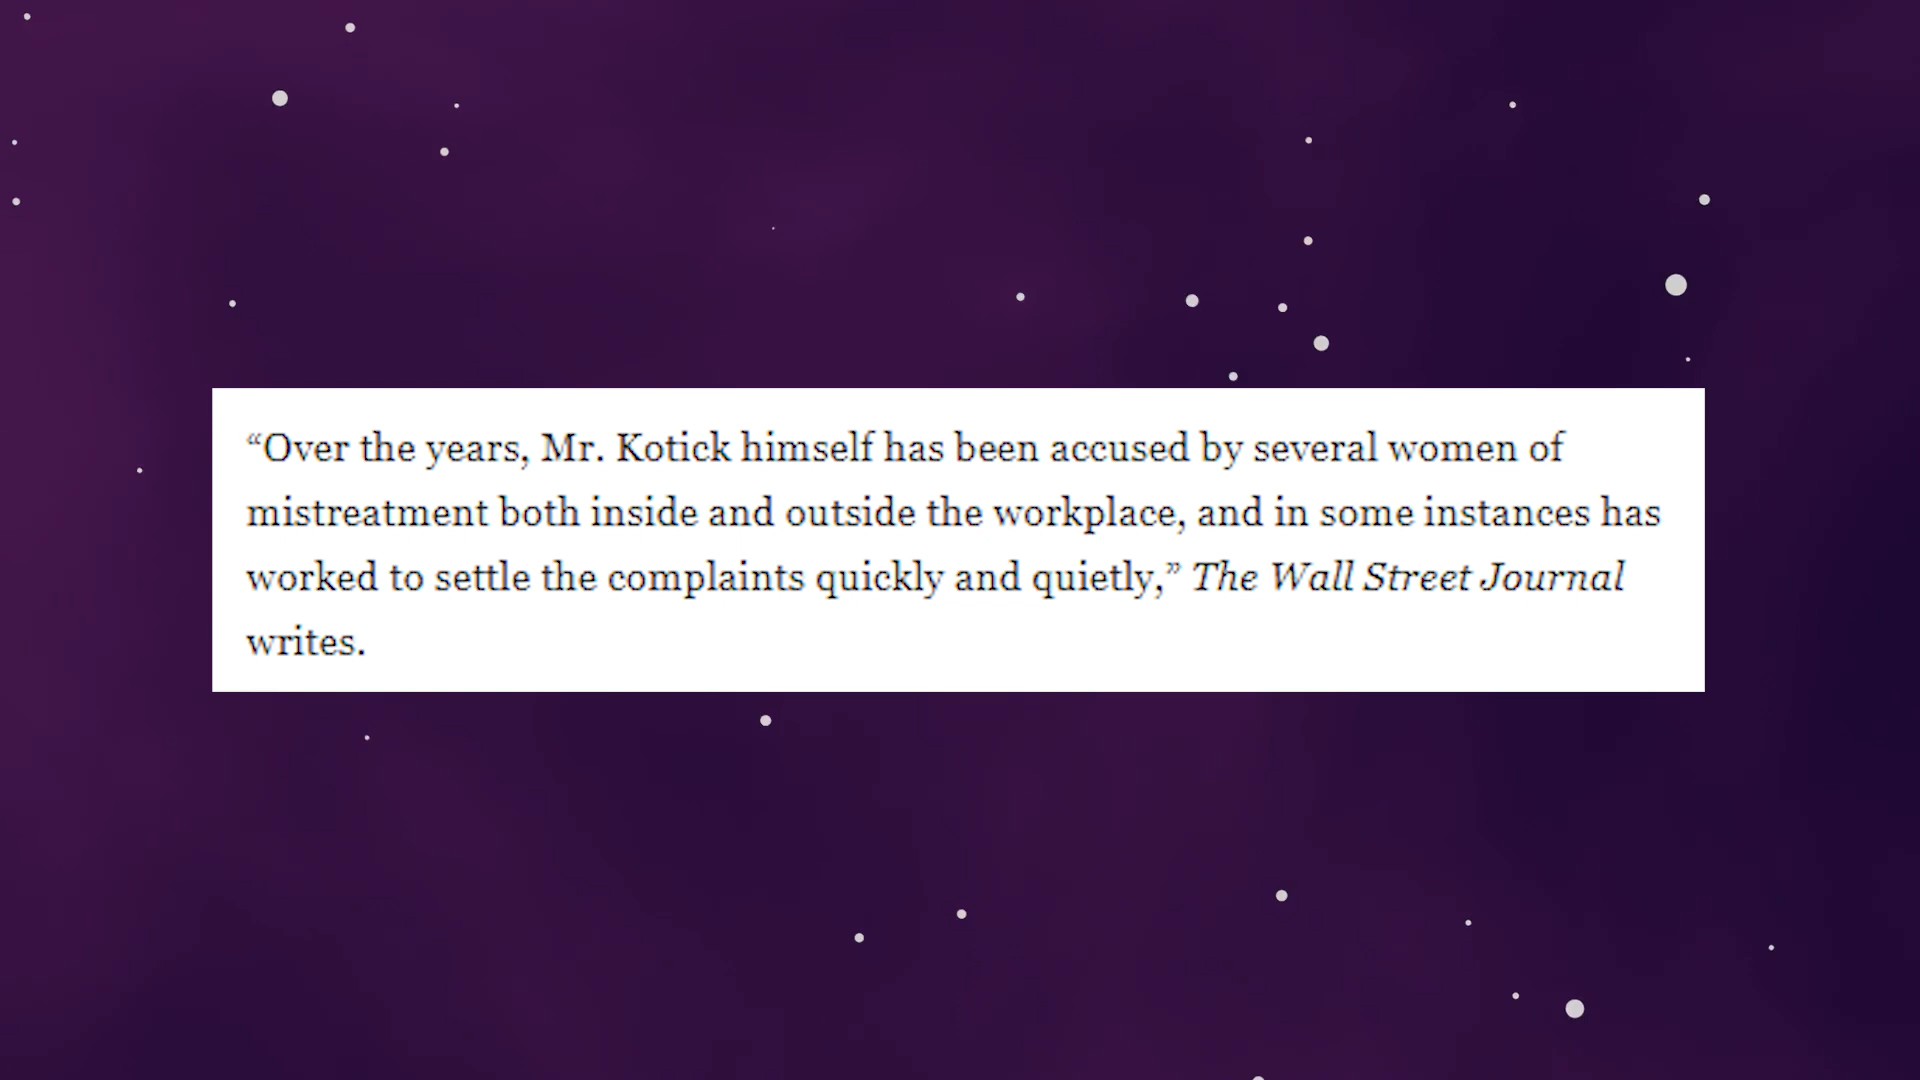 “Over the years, Mr. Kotick himself has been accused by several women of
mistreatment both inside and outside the workplace, and in some instances has
worked to settle the complaints quickly and quietly,” The Wall Street Journal
writes.